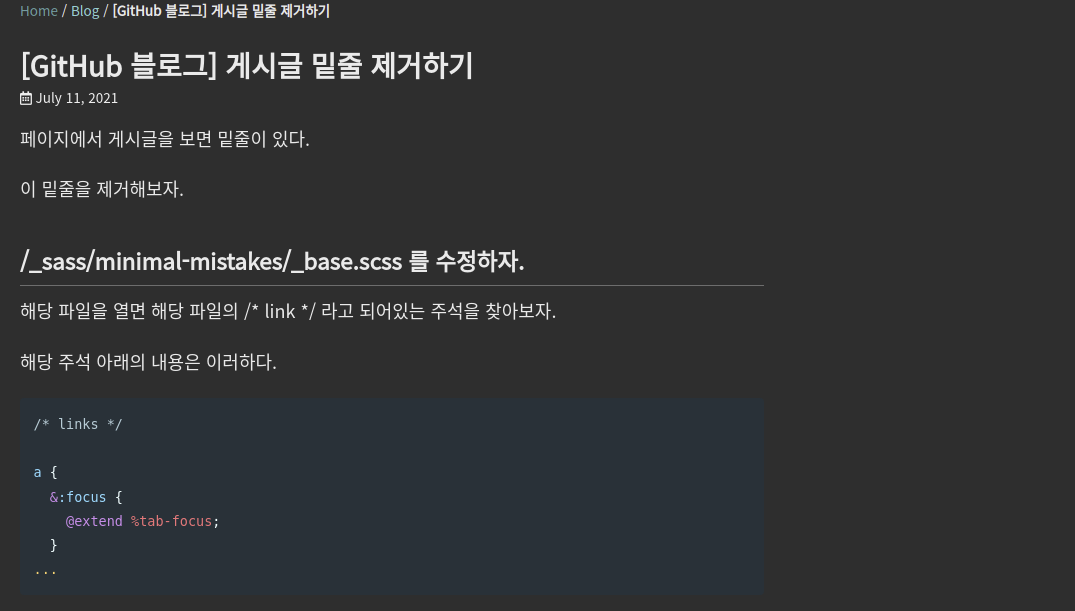 Home / Blog / [GitHub 블로그] 게시글 밑줄 제거하기
[GitHub 블로그] 게시글 밑줄 제거하기
July 11, 2021
페이지에서 게시글을 보면 밑줄이 있다.
이 밑줄을 제거해보자.
/_sass/minimal-mistakes/_base.scss 를 수정하자.
해당 파일을 열면 해당 파일의 /* link */ 라고 되어있는 주석을 찾아보자.
해당 주석 아래의 내용은 이러하다.
/* links */
a {
  &:focus {
    @extend %tab-focus;
  }
...